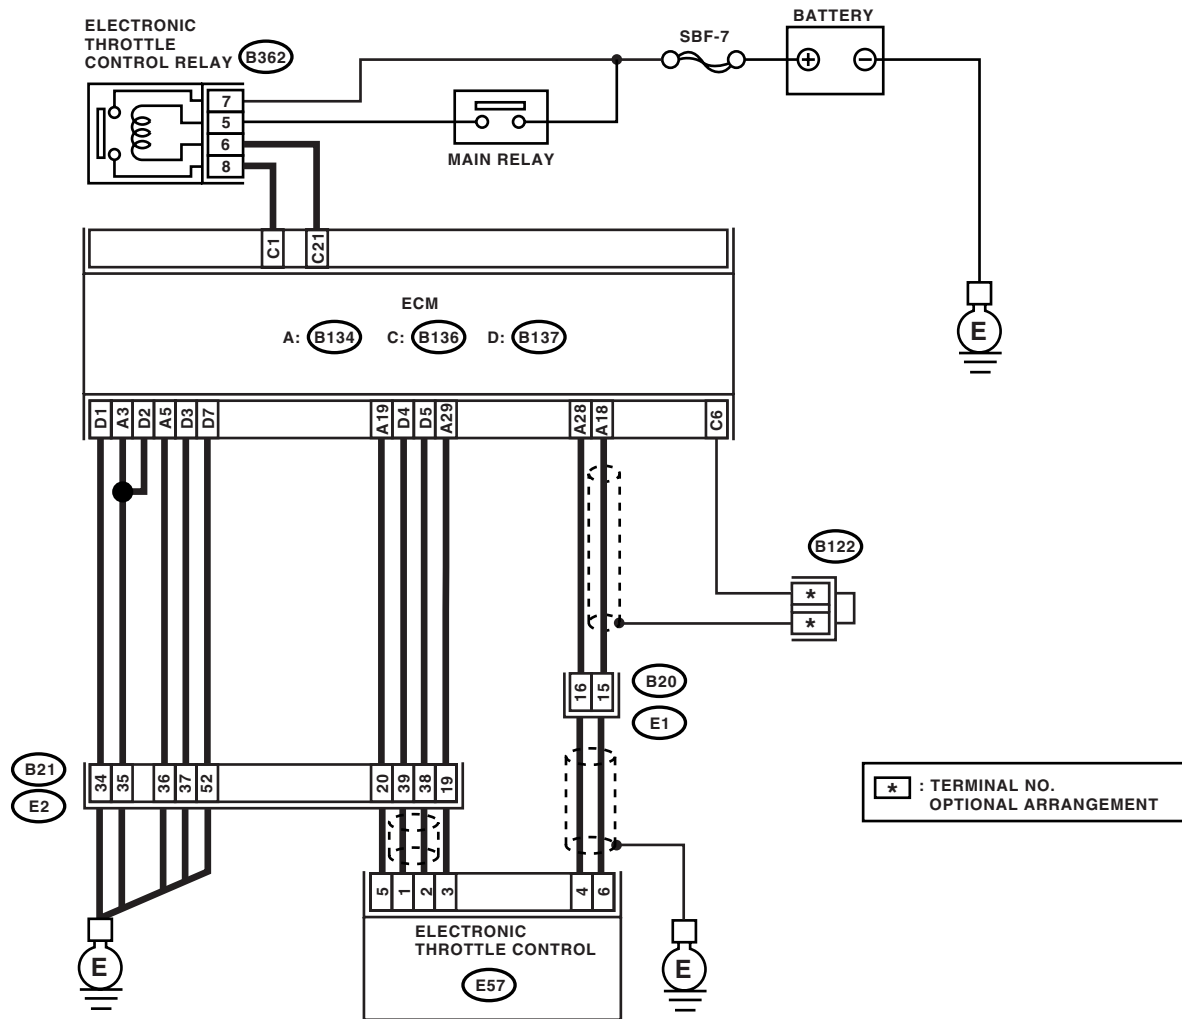 ELECTRONIC
THROTTLE
CONTROL RELAY
B362
SBF-7
BATTERY
+ −
7
5
6
8
MAIN RELAY
C1 C21
E
ECM
A: B134 C: B136 D: B137
D1 A3 D2 A5 D3 D7 A19 D4 D5 A29 A28 A18 C6
B122
*
*
16 15
B20
E1
B21
E2
34 35 36 37 52 20 39 38 19
* : TERMINAL NO.
OPTIONAL ARRANGEMENT
5 1 2 3 4 6
ELECTRONIC
THROTTLE CONTROL
E57
E
E